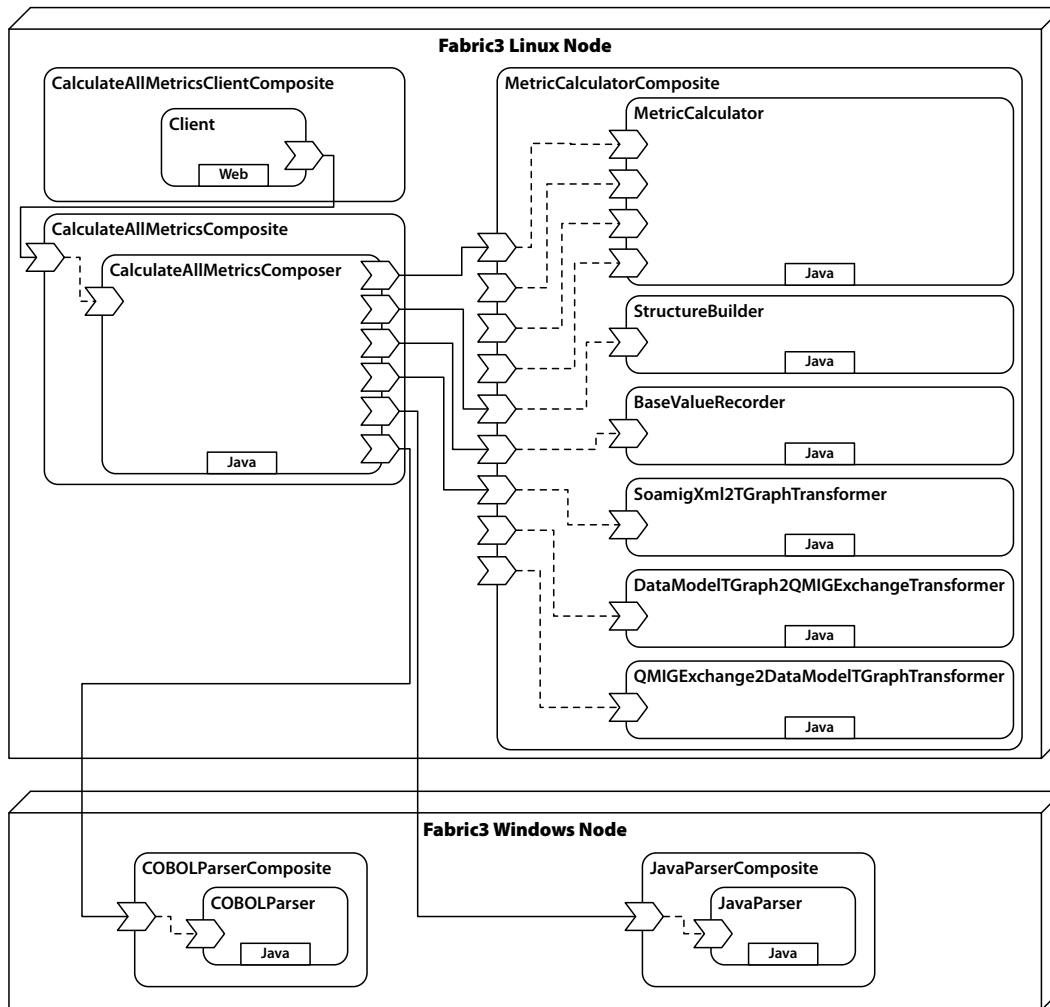 Fabric3 Linux Node
CalculateAllMetricsClientComposite
Client
Web
CalculateAllMetricsComposite
CalculateAllMetricsComposer
Java
MetricCalculatorComposite
MetricCalculator
Java
StructureBuilder
Java
BaseValueRecorder
Java
SoamigXml2TGraphTransformer
Java
DataModelTGraph2QMIGExchangeTransformer
Java
QMIGExchange2DataModelTGraphTransformer
Java
Fabric3 Windows Node
COBOLParserComposite
COBOLParser
Java
JavaParserComposite
JavaParser
Java